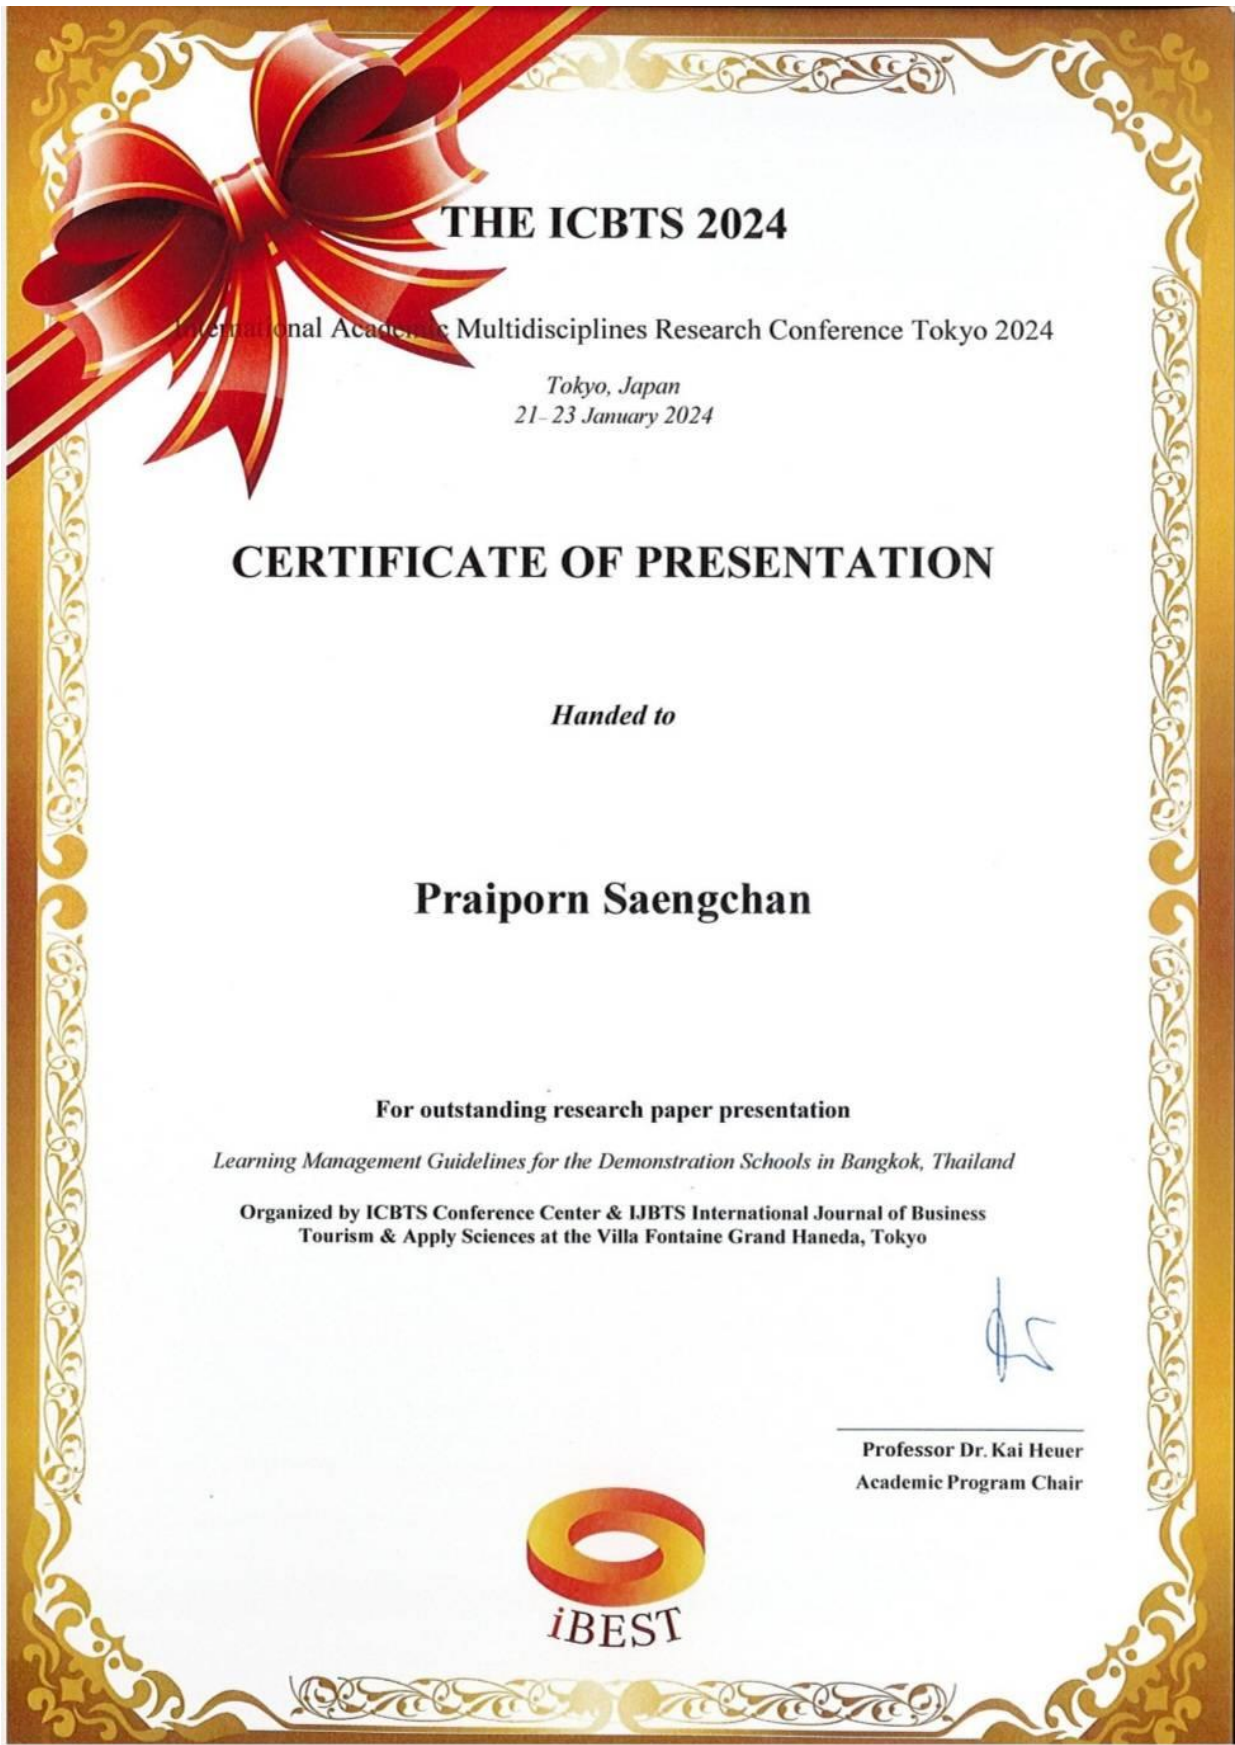 THE ICBTS 2024
International Academic Multidisciplines Research Conference Tokyo 2024
Tokyo, Japan
21- 23 January 2024
CERTIFICATE OF PRESENTATION
Handed to
Praiporn Saengchan
For outstanding research paper presentation
Learning Management Guidelines for the Demonstration Schools in Bangkok, Thailand
Organized by ICBTS Conference Center & IJBTS International Journal of Business
Tourism & Apply Sciences at the Villa Fontaine Grand Haneda, Tokyo
Professor Dr. Kai Heuer
Academic Program Chair
iBEST